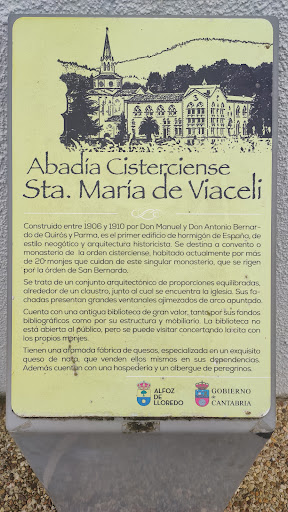 Abadía Cisterciense
Sta. María de Viaceli
Construido entre 1906 y 1910 por Don Manuel y Don Antonio Bernar-
do de Quirós y Parma, es el primer edificio de hormigón de España, de
estilo neogótico y arquitectura historicista. Se destina a convento o
monasterio de la orden cisterciense, habitado actualmente por más
de 20 monjes que cuidan de este singular monasterio, que se rigen
por la órden de San Bernardo.
Se trata de un conjunto arquitectónico de proporciones equilibradas,
alrededor de un claustro, junto al cual se encuentra la iglesia. Sus fa-
chadas presentan grandes ventanales ajimezados de arco apuntado.
Cuenta con una antigua biblioteca de gran valor, tanto por sus fondos
bibliográficos como por su estructura y mobiliario. La biblioteca no
está abierta al público, pero se puede visitar concertando la cita con
los propios monjes.
Tienen una afamada fábrica de quesos, especializada en un exquisito
queso de nata, que venden ellos mismos en sus dependencias.
Además cuentan con una hospedería y un albergue de peregrinos.
ALFOZ
DE
LLOREDO
GOBIERNO
de
CANTABRIA